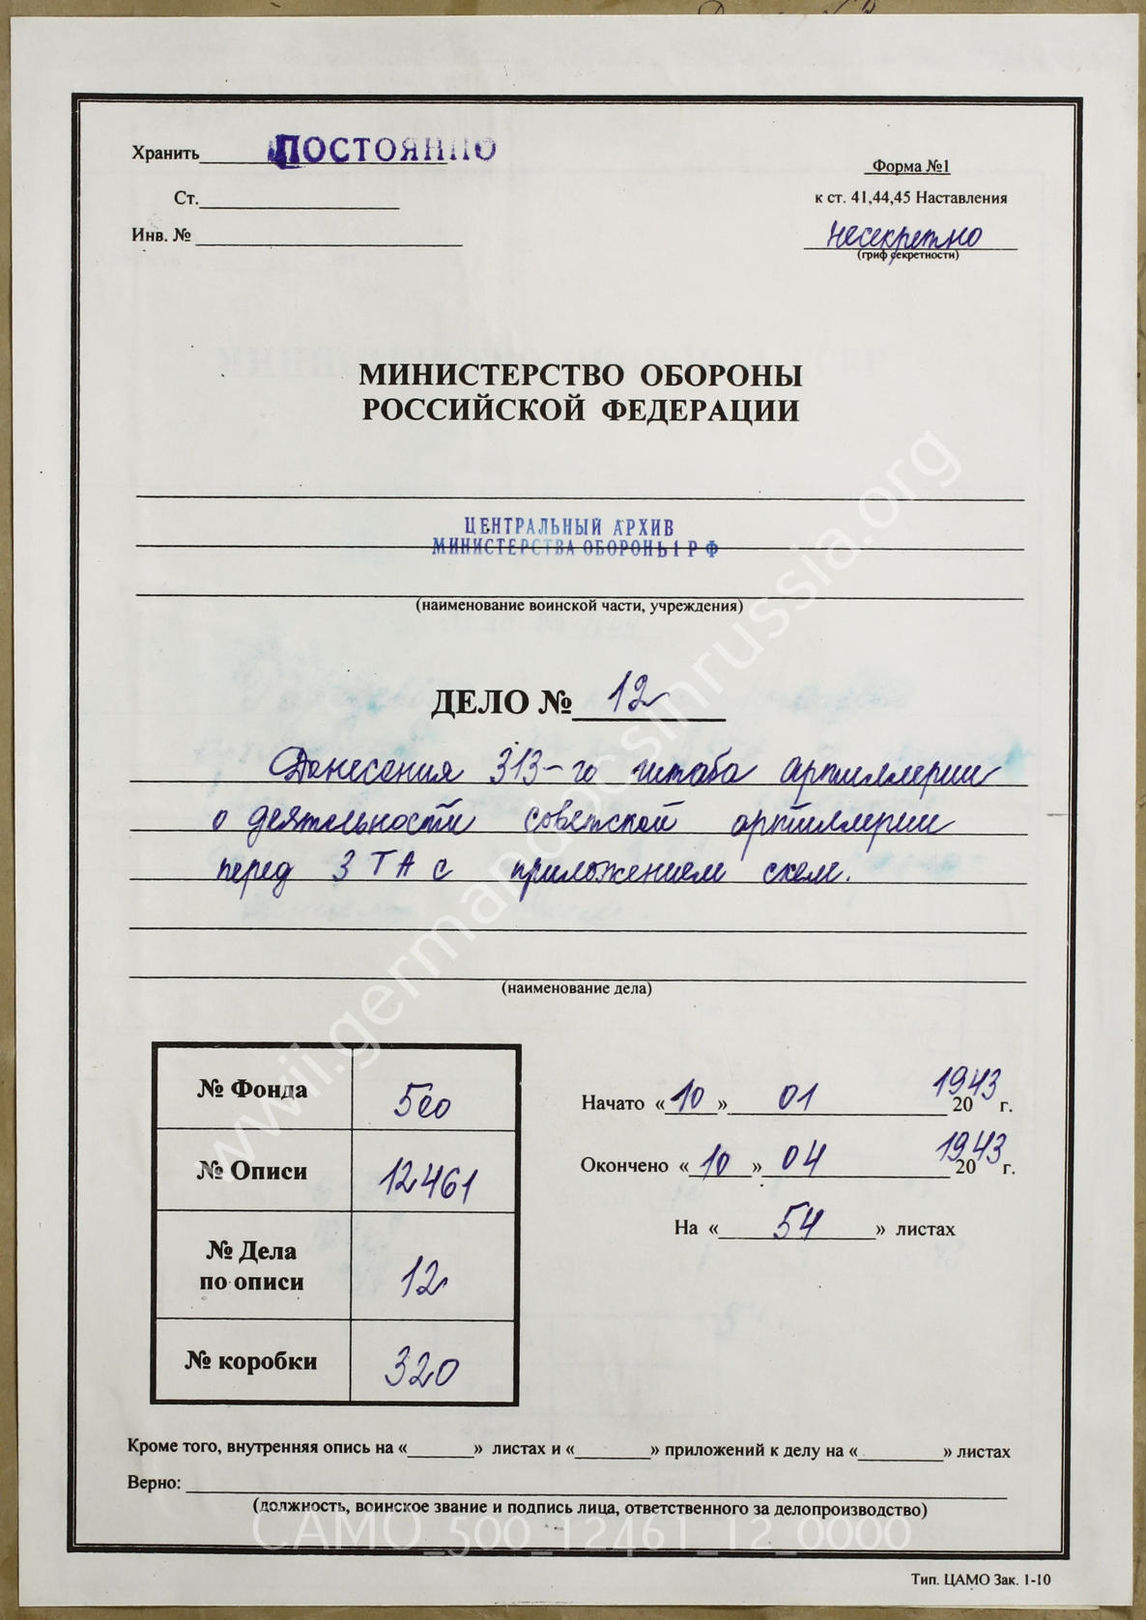 Хранить ПОСТОЯННО
Форма №1
Ст.
к ст. 41,44,45 Наставления
Инв. №
несекретно
(гриф секретности)
МИНИСТЕРСТВО ОБОРОНЫ
РОССИЙСКОЙ ФЕДЕРАЦИИ
ЦЕНТРАЛЬНЫЙ АРХИВ
МИНИСТЕРСТВА ОБОРОНЫ РФ
(наименование воинской части, учреждения)
ДЕЛО № 12
Донесения 313-го штаба артиллерии
о деятельности советской артиллерии
перед 3 ТА с приложением схем.
(наименование дела)
№ Фонда 500
№ Описи 12461
№ Дела
по описи 12
№ коробки 320
Начато «10» 01 1943 20 г.
Окончено «10» 04 1943 20 г.
На « 54 » листах
Кроме того, внутренняя опись на « » листах и « » приложений к делу на « » листах
Верно:
(должность, воинское звание и подпись лица, ответственного за делопроизводство)
CAMO_500_12461_12_0000
Тип. ЦАМО Зак. 1-10
www.wwii.germandocsinrussia.org